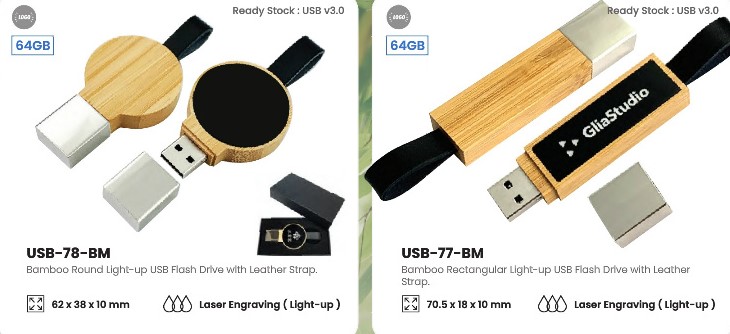 LOGO
Ready Stock : USB v3.0
64GB
USB-78-BM
Bamboo Round Light-up USB Flash Drive with Leather Strap.
62 x 38 x 10 mm
Laser Engraving ( Light-up )
LOGO
Ready Stock : USB v3.0
64GB
GliaStudio
USB-77-BM
Bamboo Rectangular Light-up USB Flash Drive with Leather
Strap.
70.5 x 18 x 10 mm
Laser Engraving ( Light-up )